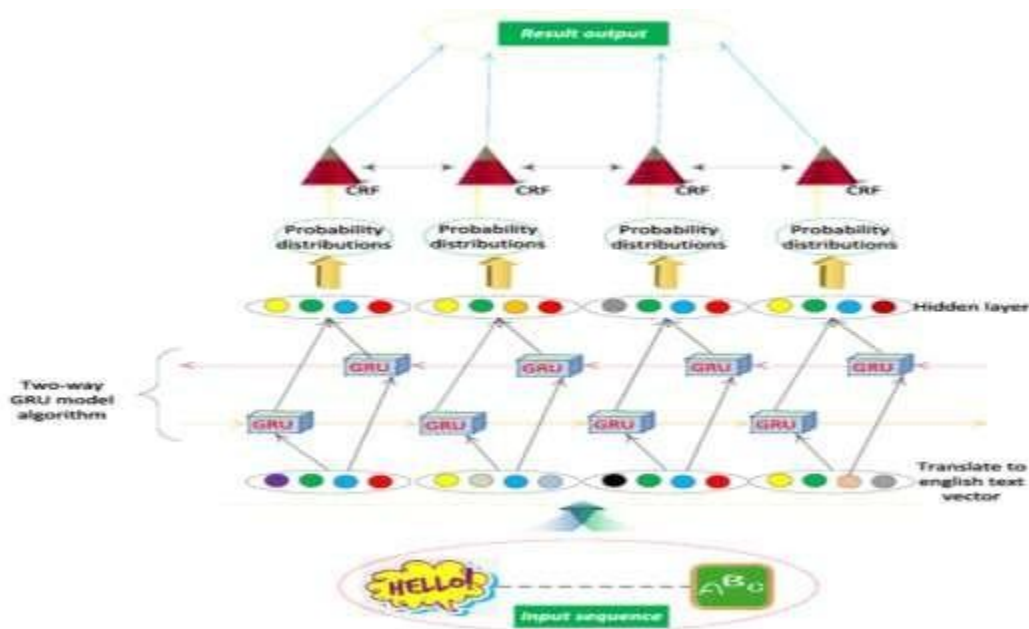 Result output
CRF CRF CRF CRF
Probability distributions Probability distributions Probability distributions Probability distributions
Hidden layer
GRU GRU GRU GRU
Two-way
GRU model
algorithm
GRU GRU GRU GRU
Translate to
english text
vector
HELLO!
ABC
Input sequence